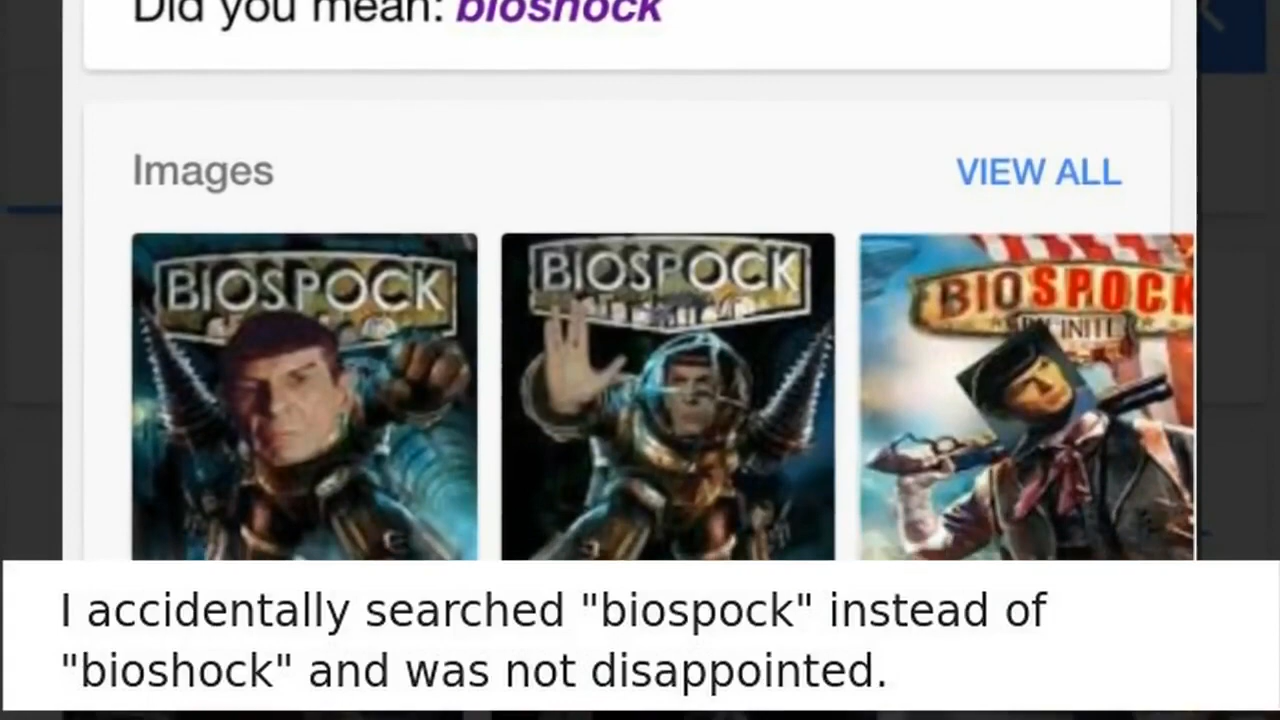 Did you mean: bioshock
Images
VIEW ALL
BIOSPOCK
BIOSPOCK
BIOSPOCK
I accidentally searched "biospock" instead of
"bioshock" and was not disappointed.